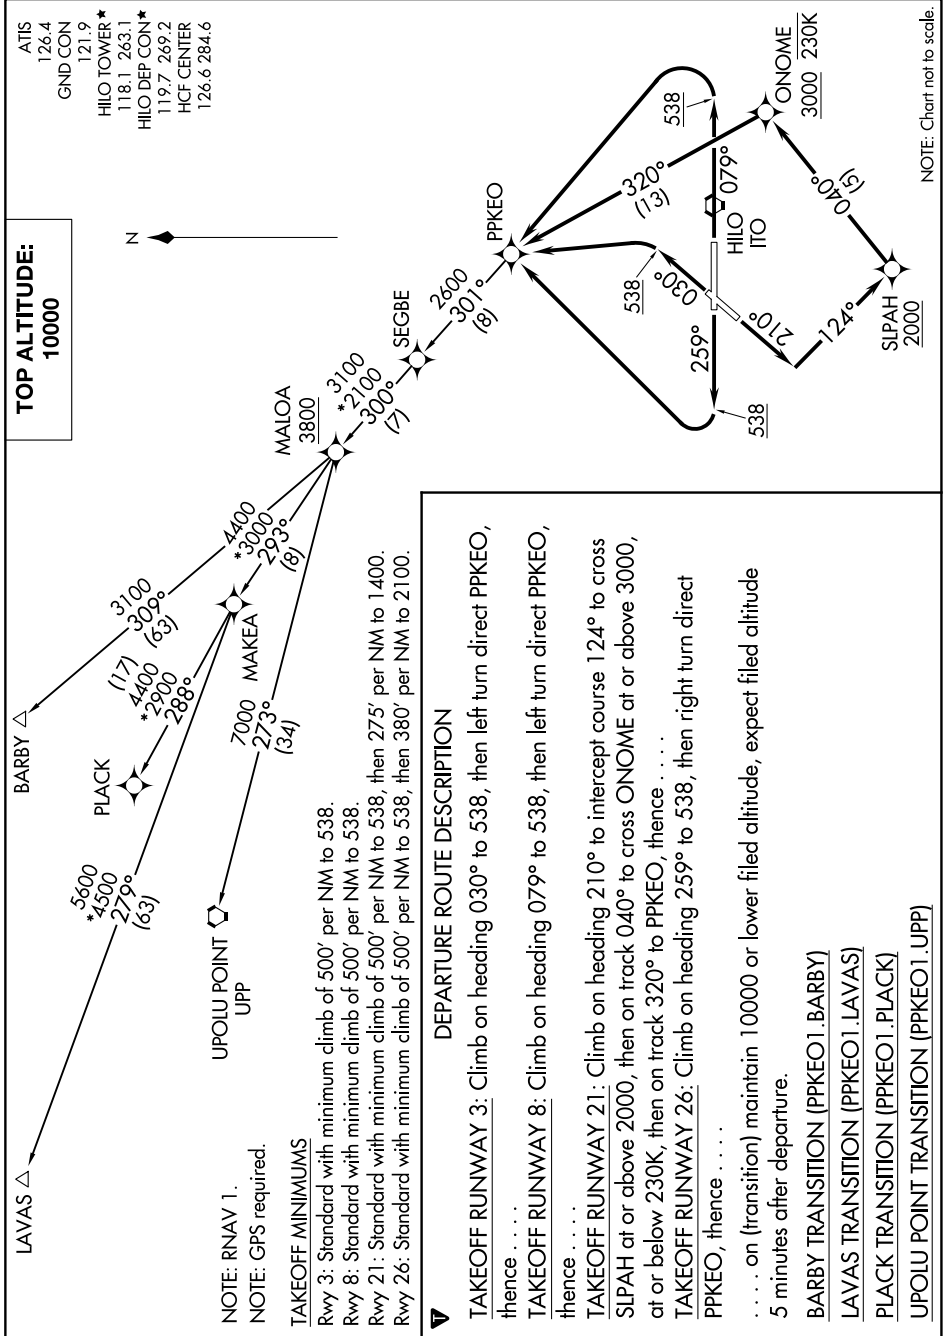 ATIS
126.4
GND CON
121.9
HILO TOWER★
118.1 263.1
HILO DEP CON★
119.7 269.2
HCF CENTER
126.6 284.6
TOP ALTITUDE:
10000
N
LAVAS
BARBY
PLACK
MAKEA
UPOLU POINT
UPP
MALOA
3800
SEGBE
PPKEO
5600
*4500
279°
(63)
3100
309°
(63)
(17)
4400
*2900
288°
4400
*3000
293°
(8)
7000
273°
(34)
3100
*2100
300°
(7)
2600
301°
(8)
320°
(13)
538
079°
HILO
ITO
538
030°
259°
538
210°
124°
SLPAH
2000
040°
(5)
ONOME
3000 230K
NOTE: Chart not to scale.
NOTE: RNAV 1.
NOTE: GPS required.
TAKEOFF MINIMUMS
Rwy 3: Standard with minimum climb of 500' per NM to 538.
Rwy 8: Standard with minimum climb of 500' per NM to 538.
Rwy 21: Standard with minimum climb of 500' per NM to 538, then 275' per NM to 1400.
Rwy 26: Standard with minimum climb of 500' per NM to 538, then 380' per NM to 2100.
T
DEPARTURE ROUTE DESCRIPTION
TAKEOFF RUNWAY 3: Climb on heading 030° to 538, then left turn direct PPKEO,
thence . . . .
TAKEOFF RUNWAY 8: Climb on heading 079° to 538, then left turn direct PPKEO,
thence . . . .
TAKEOFF RUNWAY 21: Climb on heading 210° to intercept course 124° to cross
SLPAH at or above 2000, then on track 040° to cross ONOME at or above 3000,
at or below 230K, then on track 320° to PPKEO, thence . . . .
TAKEOFF RUNWAY 26: Climb on heading 259° to 538, then right turn direct
PPKEO, thence . . . .
. . . . on (transition) maintain 10000 or lower filed altitude, expect filed altitude
5 minutes after departure.
BARBY TRANSITION (PPKEO1.BARBY)
LAVAS TRANSITION (PPKEO1.LAVAS)
PLACK TRANSITION (PPKEO1.PLACK)
UPOLU POINT TRANSITION (PPKEO1.UPP)